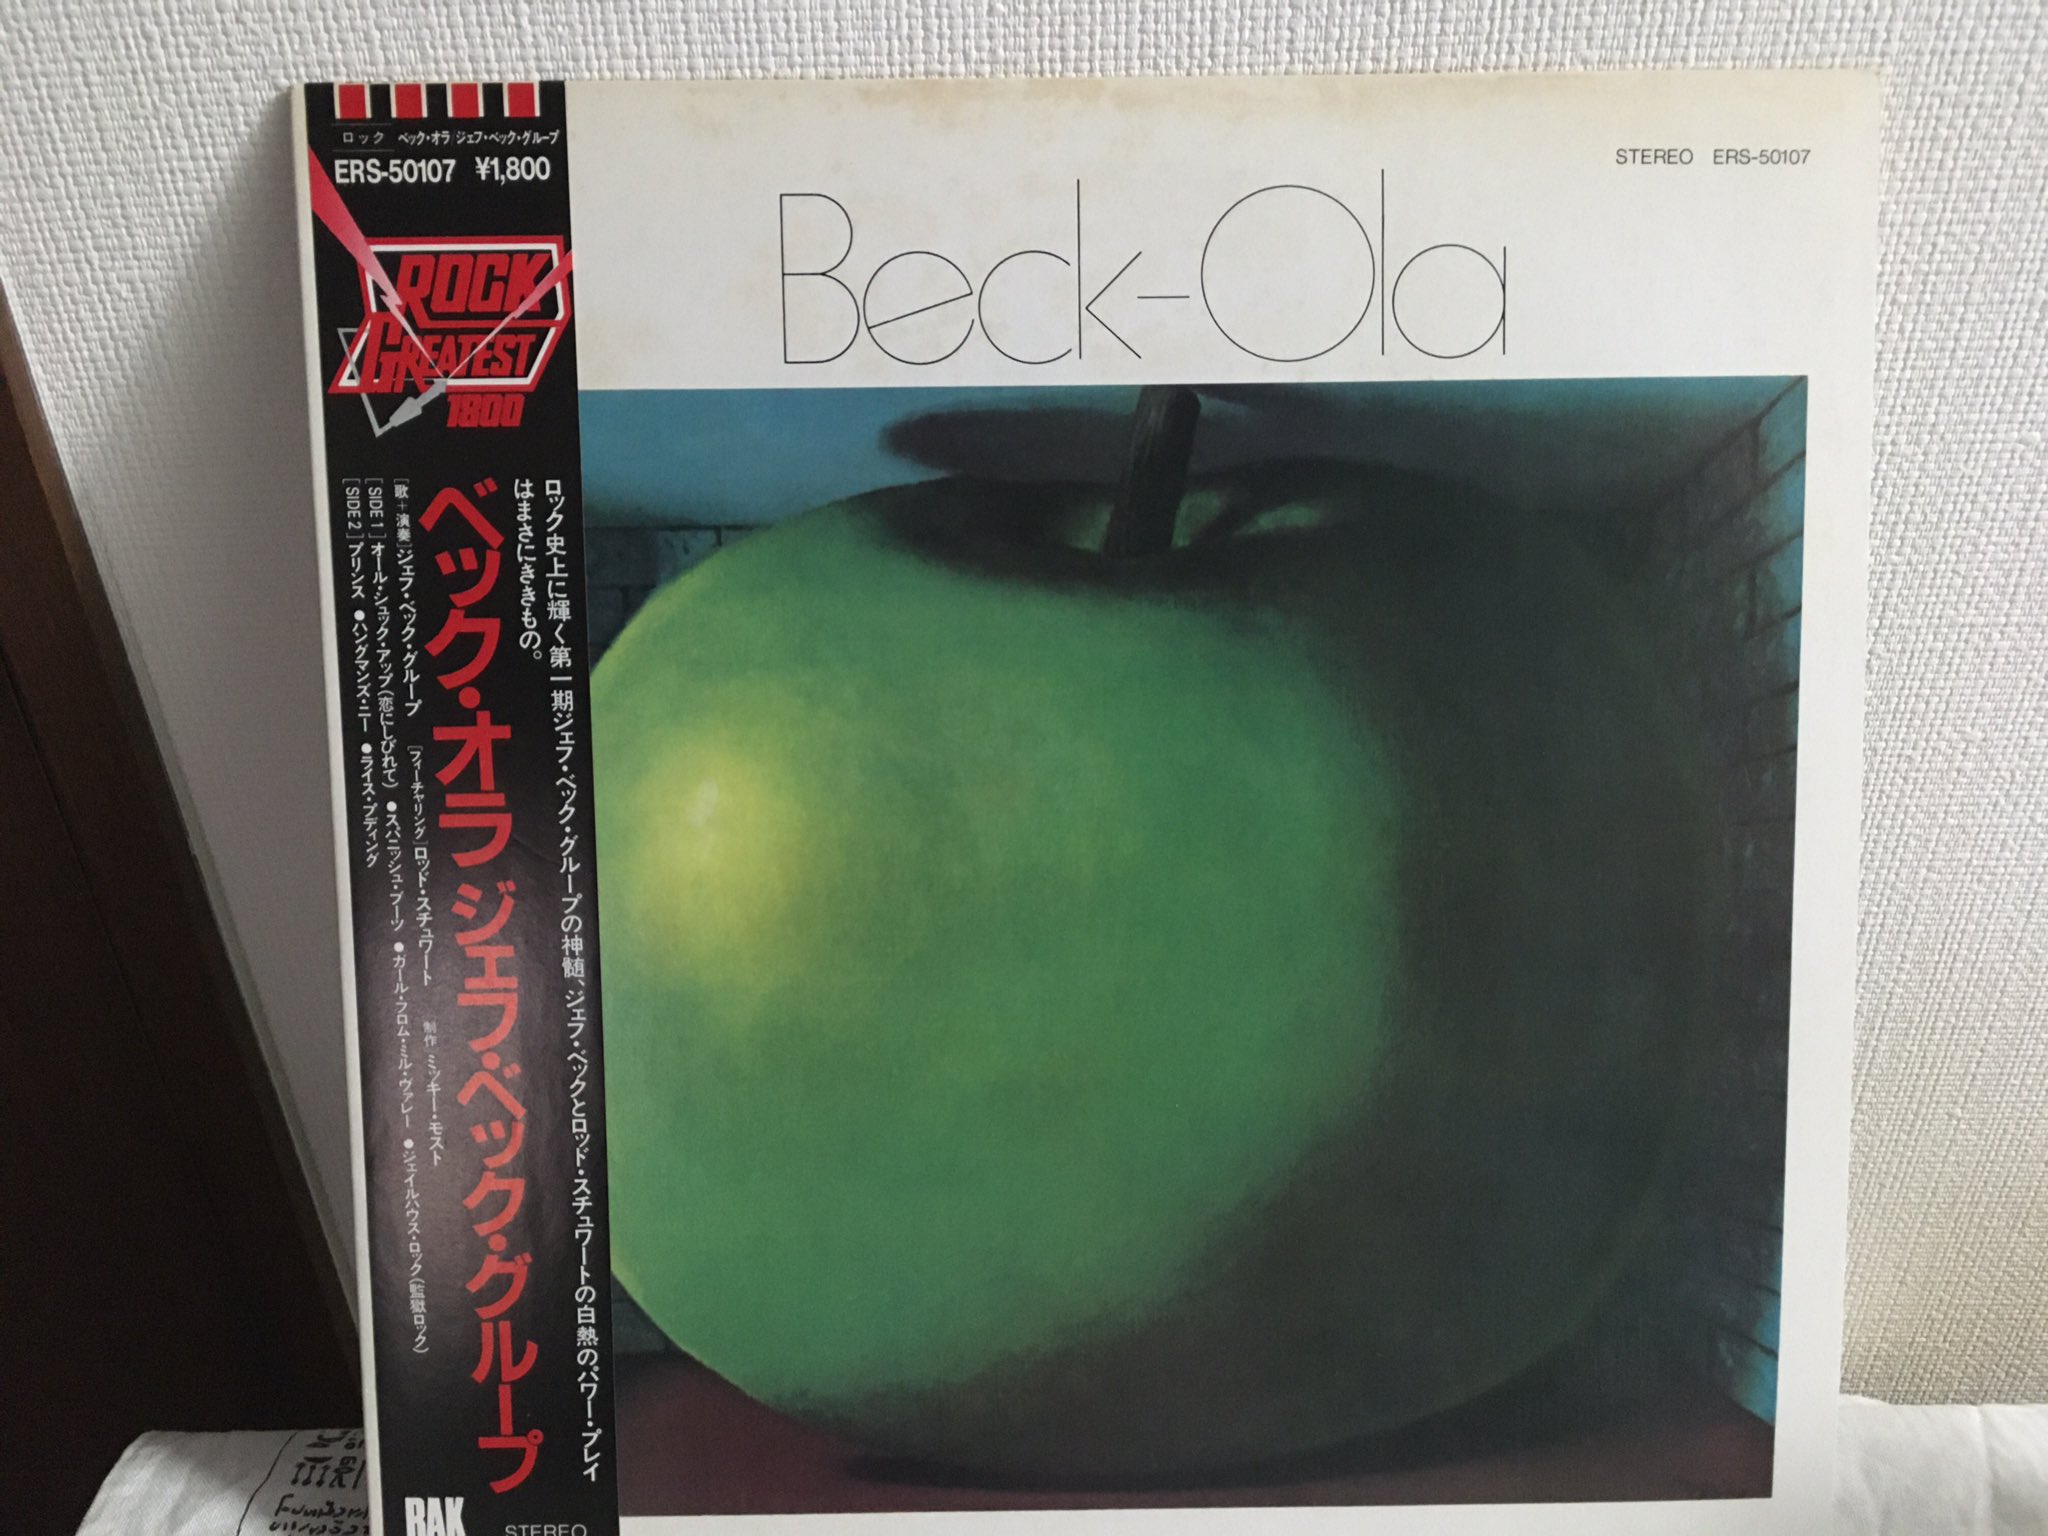 ロック ベック・オラ/ジェフ・ベック・グループ
ERS-50107 ¥1,800
ROCK
GREATEST
1800
ロック史上に輝く第一期ジェフ・ベック・グループの神髄、ジェフ・ベックとロッド・スチュワートの白熱のパワー・プレイ
はまさにききもの。
ベック・オラ ジェフ・ベック・グループ
[歌+演奏]ジェフ・ベック・グループ [フィーチャリング]ロッド・スチュワート 制作 ミッキー・モスト
[SIDE 1]オール・シュック・アップ(恋にしびれて) ●スパニッシュ・ブーツ ●ガール・フロム・ミル・ヴァレー ●ジェイルハウス・ロック(監獄ロック)
[SIDE 2]プリンス ●ハングマンズ・ニー ●ライス・プディング
RAK
STEREO
STEREO ERS-50107
Beck-Ola